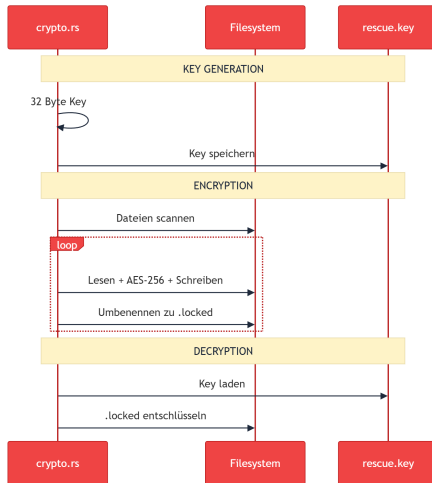 crypto.rs
Filesystem
rescue.key
KEY GENERATION
32 Byte Key
Key speichern
ENCRYPTION
Dateien scannen
loop
Lesen + AES-256 + Schreiben
Umbenennen zu .locked
DECRYPTION
Key laden
.locked entschlüsseln
crypto.rs
Filesystem
rescue.key